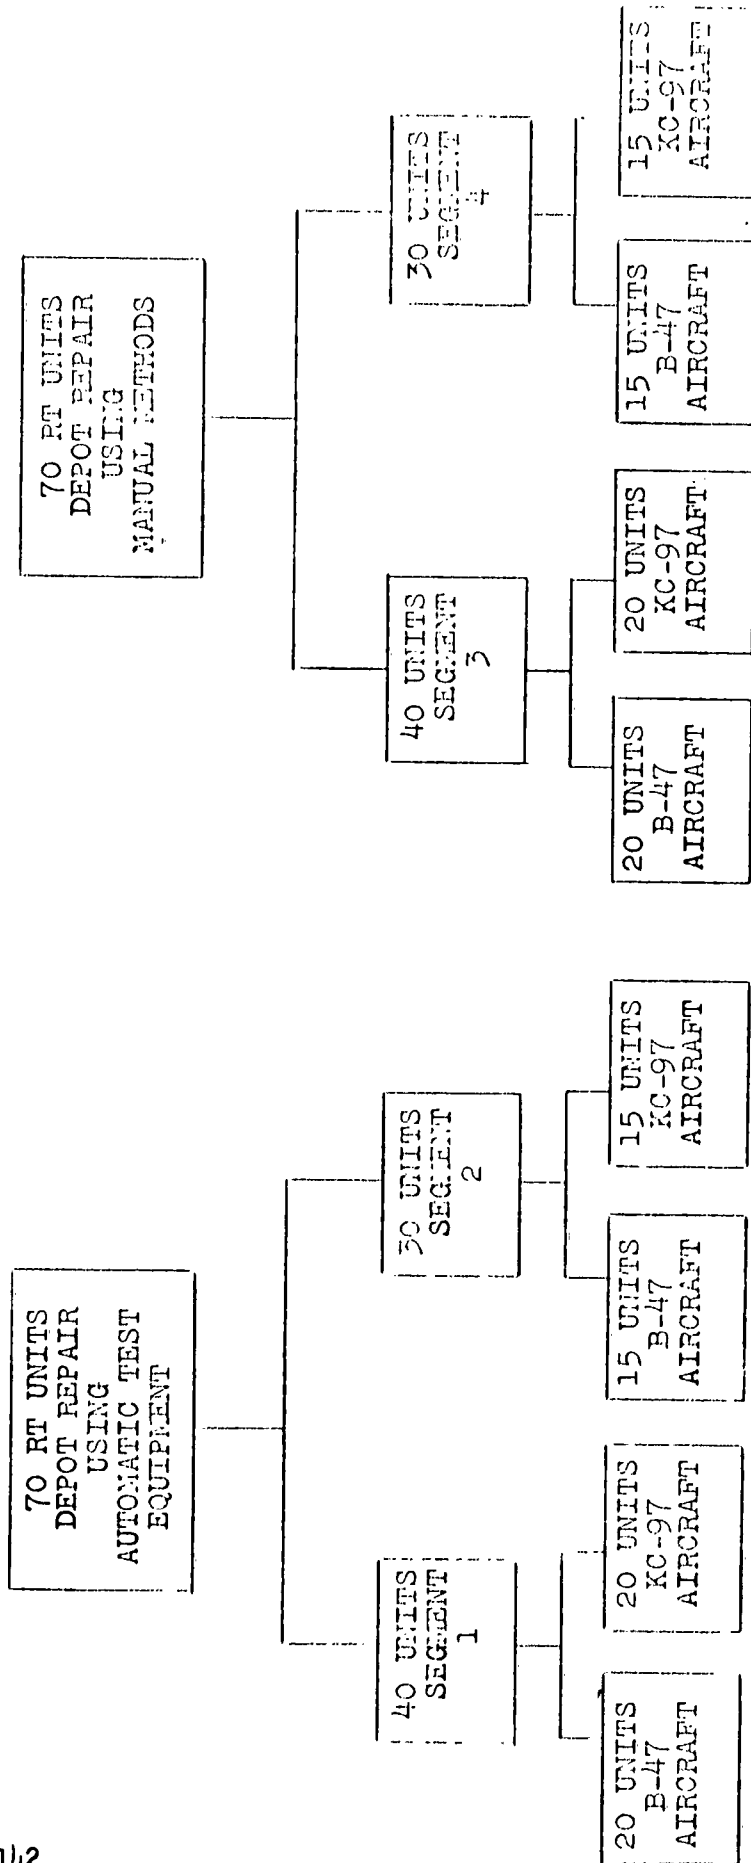 70 RT UNITS
DEPOT REPAIR
USING
AUTOMATIC TEST
EQUIPMENT
70 RT UNITS
DEPOT REPAIR
USING
MANUAL METHODS
40 UNITS
SEGMENT
1
30 UNITS
SEGMENT
2
40 UNITS
SEGMENT
3
30 UNITS
SEGMENT
4
20 UNITS
B-47
AIRCRAFT
20 UNITS
KC-97
AIRCRAFT
15 UNITS
B-47
AIRCRAFT
15 UNITS
KC-97
AIRCRAFT
20 UNITS
B-47
AIRCRAFT
20 UNITS
KC-97
AIRCRAFT
15 UNITS
B-47
AIRCRAFT
15 UNITS
KC-97
AIRCRAFT